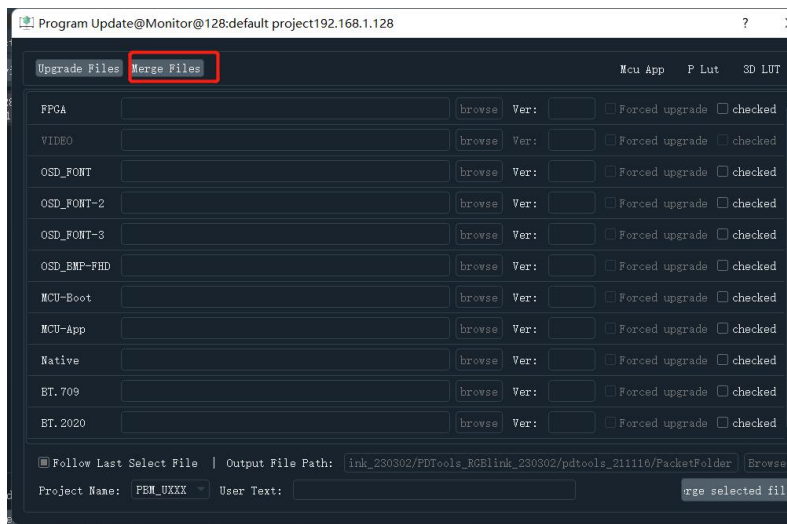 Program Update@Monitor@128:default project192.168.1.128 ?
Upgrade Files Merge Files Mcu App P Lut 3D LUT
FPGA browse Ver: Forced upgrade checked
VIDEO browse Ver: Forced upgrade checked
OSD_FONT browse Ver: Forced upgrade checked
OSD_FONT-2 browse Ver: Forced upgrade checked
OSD_FONT-3 browse Ver: Forced upgrade checked
OSD_BMP-FHD browse Ver: Forced upgrade checked
MCU-Boot browse Ver: Forced upgrade checked
MCU-App browse Ver: Forced upgrade checked
Native browse Ver: Forced upgrade checked
BT.709 browse Ver: Forced upgrade checked
BT.2020 browse Ver: Forced upgrade checked
Follow Last Select File | Output File Path: ink_230302/PDTools_RGBlink_230302/pdtools_211116/PacketFolder Browse
Project Name: PBM_UXXX User Text: rge selected fil